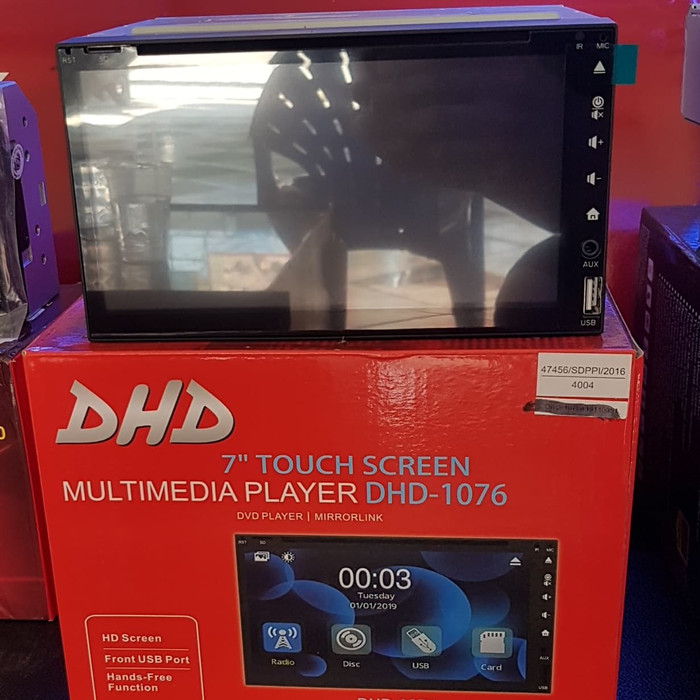 RST
IR MIC
+
-
AUX
USB
47456/SDPPI/2016
4004
DHD
7" TOUCH SCREEN
MULTIMEDIA PLAYER DHD-1076
DVD PLAYER | MIRRORLINK
00:03
Tuesday
01/01/2019
Radio Disc USB Card
AUX
USB
HD Screen
Front USB Port
Hands-Free
Function